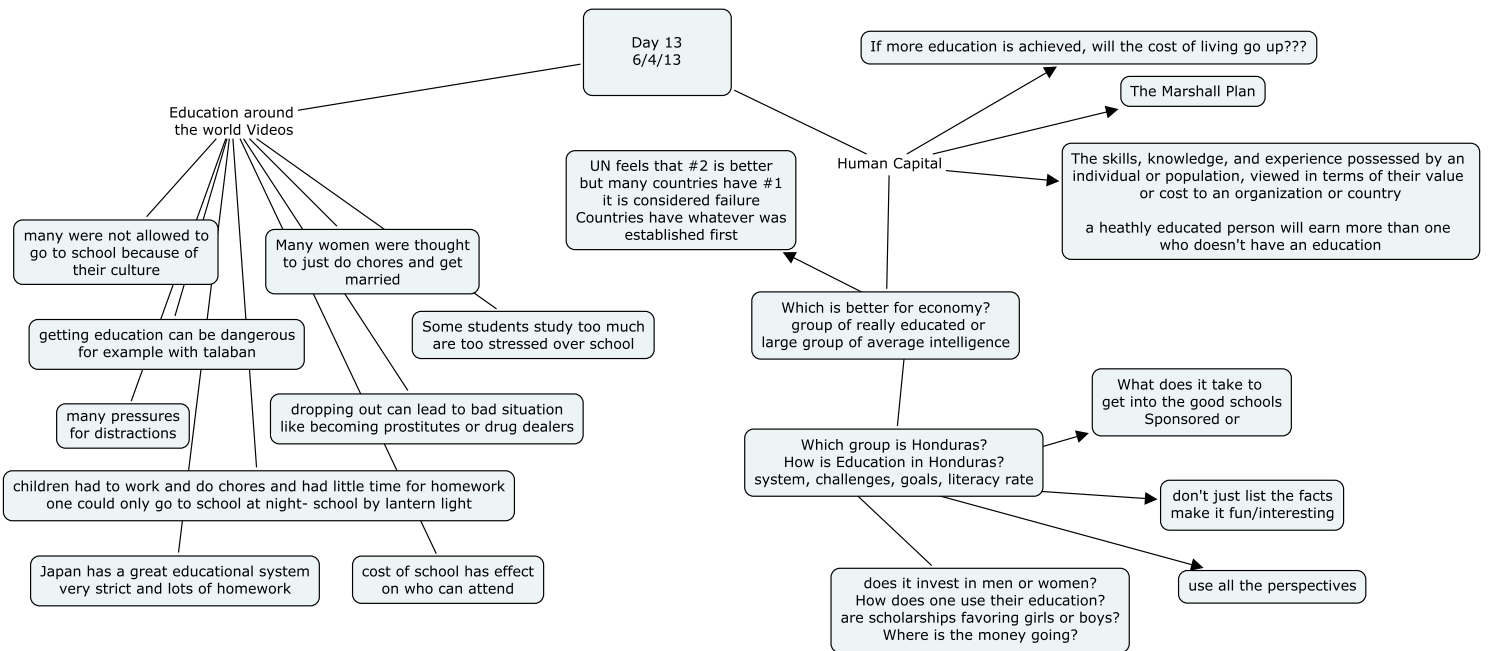 Day 13
6/4/13
Education around
the world Videos
many were not allowed to
go to school because of
their culture
Many women were thought
to just do chores and get
married
getting education can be dangerous
for example with talaban
Some students study too much
are too stressed over school
many pressures
for distractions
dropping out can lead to bad situation
like becoming prostitutes or drug dealers
children had to work and do chores and had little time for homework
one could only go to school at night- school by lantern light
Japan has a great educational system
very strict and lots of homework
cost of school has effect
on who can attend
Human Capital
If more education is achieved, will the cost of living go up???
The Marshall Plan
The skills, knowledge, and experience possessed by an
individual or population, viewed in terms of their value
or cost to an organization or country
a heathly educated person will earn more than one
who doesn't have an education
UN feels that #2 is better
but many countries have #1
it is considered failure
Countries have whatever was
established first
Which is better for economy?
group of really educated or
large group of average intelligence
Which group is Honduras?
How is Education in Honduras?
system, challenges, goals, literacy rate
What does it take to
get into the good schools
Sponsored or
don't just list the facts
make it fun/interesting
use all the perspectives
does it invest in men or women?
How does one use their education?
are scholarships favoring girls or boys?
Where is the money going?